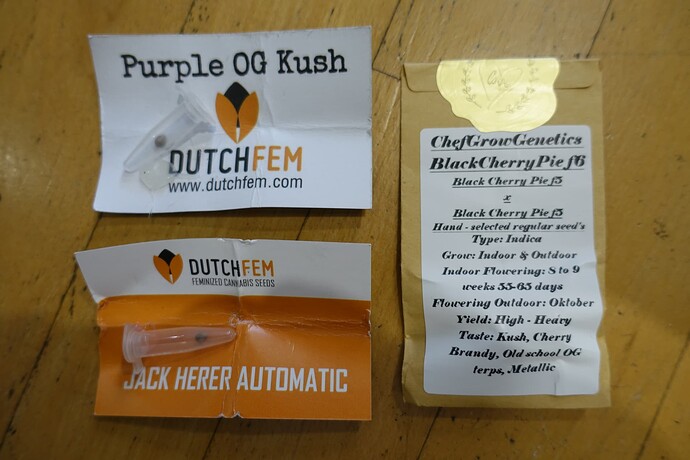 Purple OG Kush
DUTCHFEM
www.dutchfem.com
DUTCHFEM
FEMINIZED CANNABIS SEEDS
JACK HERER AUTOMATIC
ChefGrowGenetics
BlackCherryPie f6
Black Cherry Pie f5
x
Black Cherry Pie f5
Hand - selected regular seed's
Type: Indica
Grow: Indoor & Outdoor
Indoor Flowering: 8 to 9
weeks 55-65 days
Flowering Outdoor: Oktober
Yield: High - Heavy
Taste: Kush, Cherry
Brandy, Old school OG
terps, Metallic